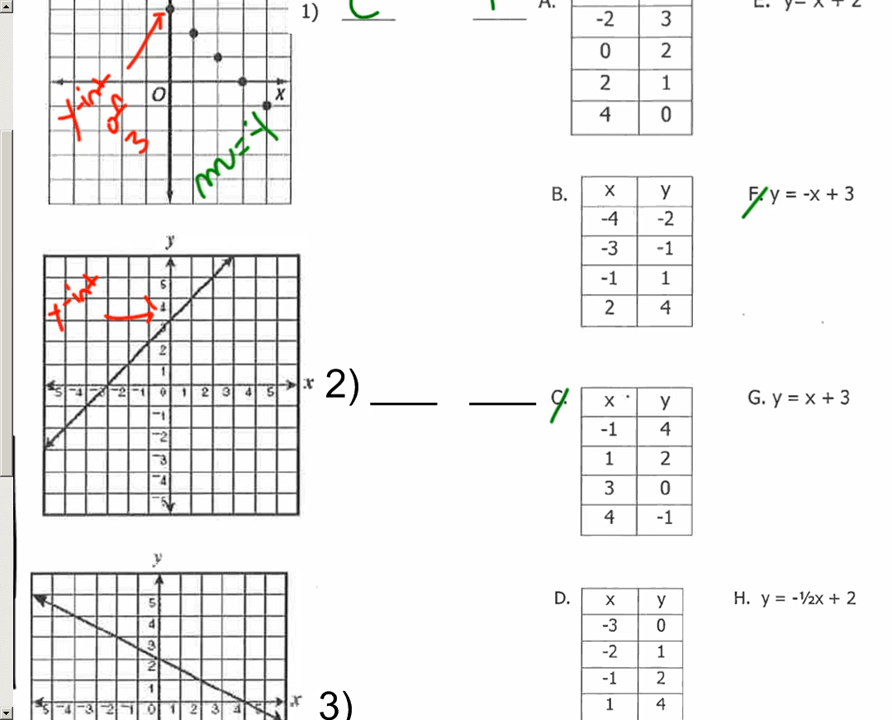 1) C F A. E. y= x + 2
-2 3
0 2
2 1
4 0
y-int of 3
O x
m=-1
B. x y F. y = -x + 3
-4 -2
-3 -1
-1 1
2 4
y
y-int
5
4
3
2
1
-5 -4 -3 -2 -1 0 1 2 3 4 5 x
-1
-2
-3
-4
-5
2)
C. x y G. y = x + 3
-1 4
1 2
3 0
4 -1
y
5
4
3
2
1
-5 -4 -3 -2 -1 0 1 2 3 4 5 x
3)
D. x y H. y = -½x + 2
-3 0
-2 1
-1 2
1 4